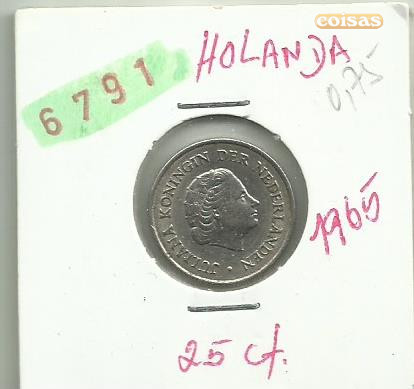 coisas
HOLANDA
0,75
6791
JULIANA KONINGIN DER NEDERLANDEN
1965
25 ct.